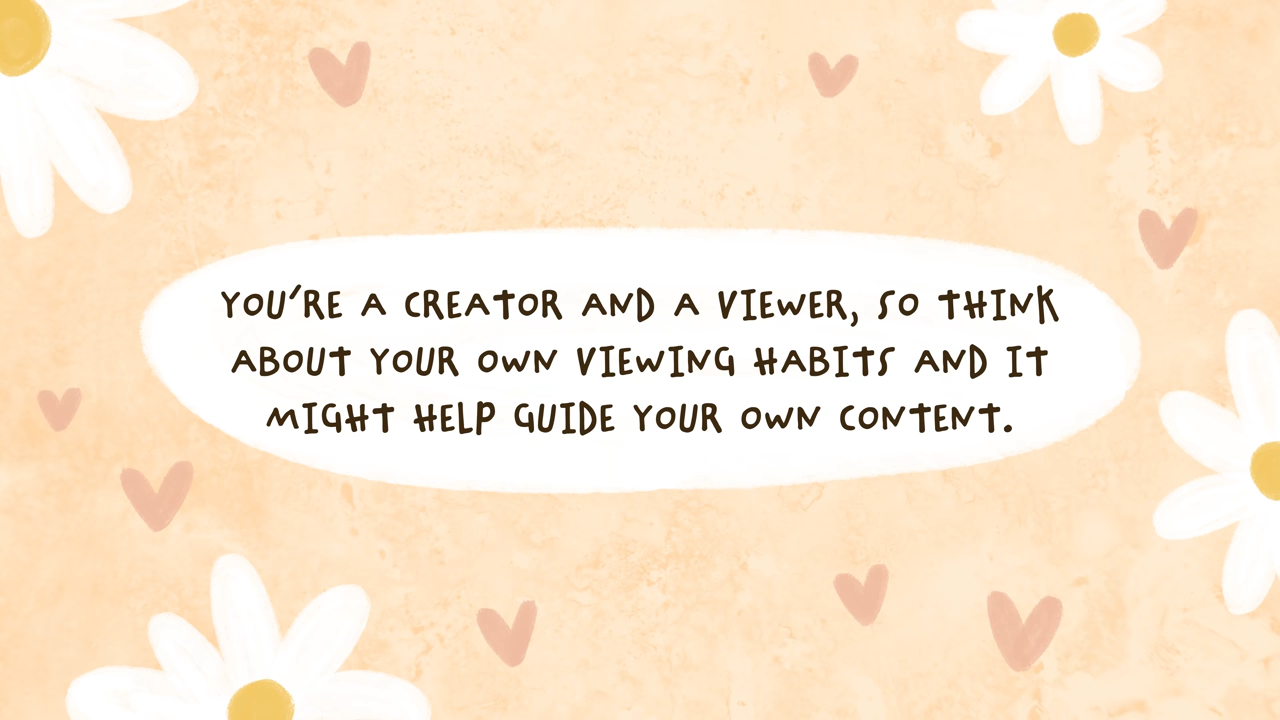 YOU'RE A CREATOR AND A VIEWER, SO THINK
ABOUT YOUR OWN VIEWING HABITS AND IT
MIGHT HELP GUIDE YOUR OWN CONTENT.